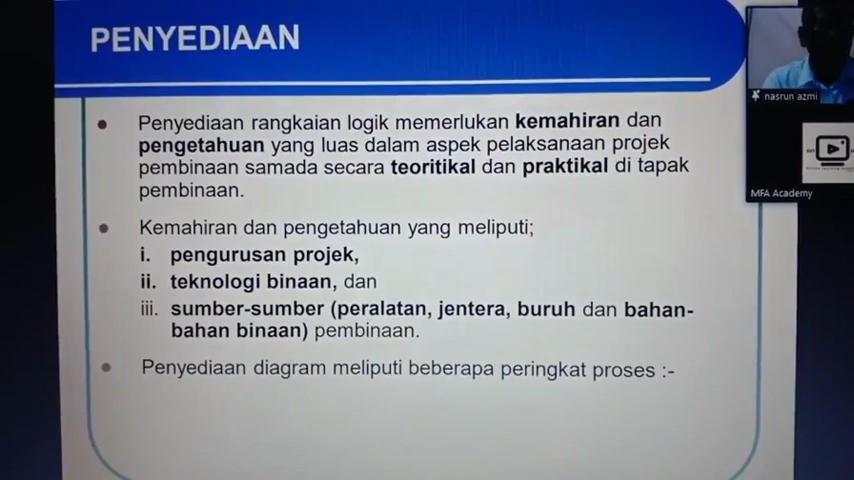 PENYEDIAAN
Penyediaan rangkaian logik memerlukan kemahiran dan
pengetahuan yang luas dalam aspek pelaksanaan projek
pembinaan samada secara teoritikal dan praktikal di tapak
pembinaan.
Kemahiran dan pengetahuan yang meliputi;
i. pengurusan projek,
ii. teknologi binaan, dan
iii. sumber-sumber (peralatan, jentera, buruh dan bahan-
bahan binaan) pembinaan.
Penyediaan diagram meliputi beberapa peringkat proses :-
nasrun azmi
MFA Academy